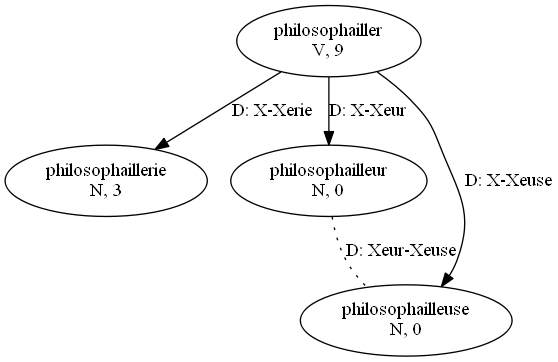 philosophailler
V, 9
D: X-Xerie
D: X-Xeur
philosophaillerie
N, 3
philosophailleur
N, 0
D: X-Xeuse
D: Xeur-Xeuse
philosophailleuse
N, 0